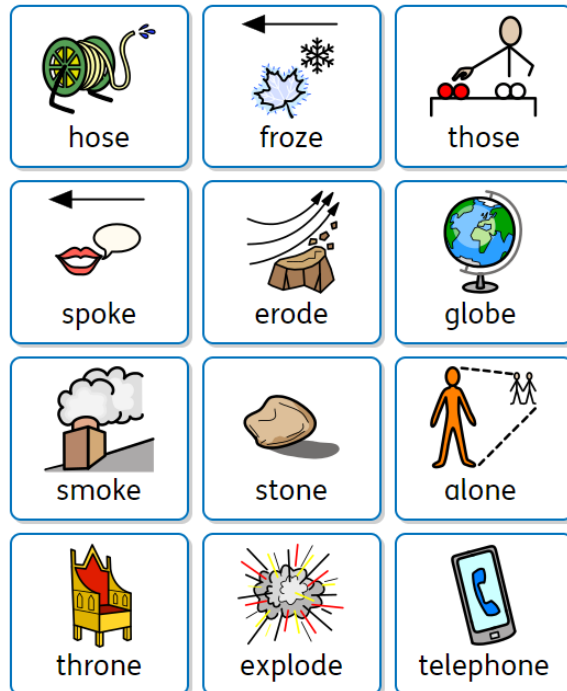 hose froze those
spoke erode globe
smoke stone alone
throne explode telephone